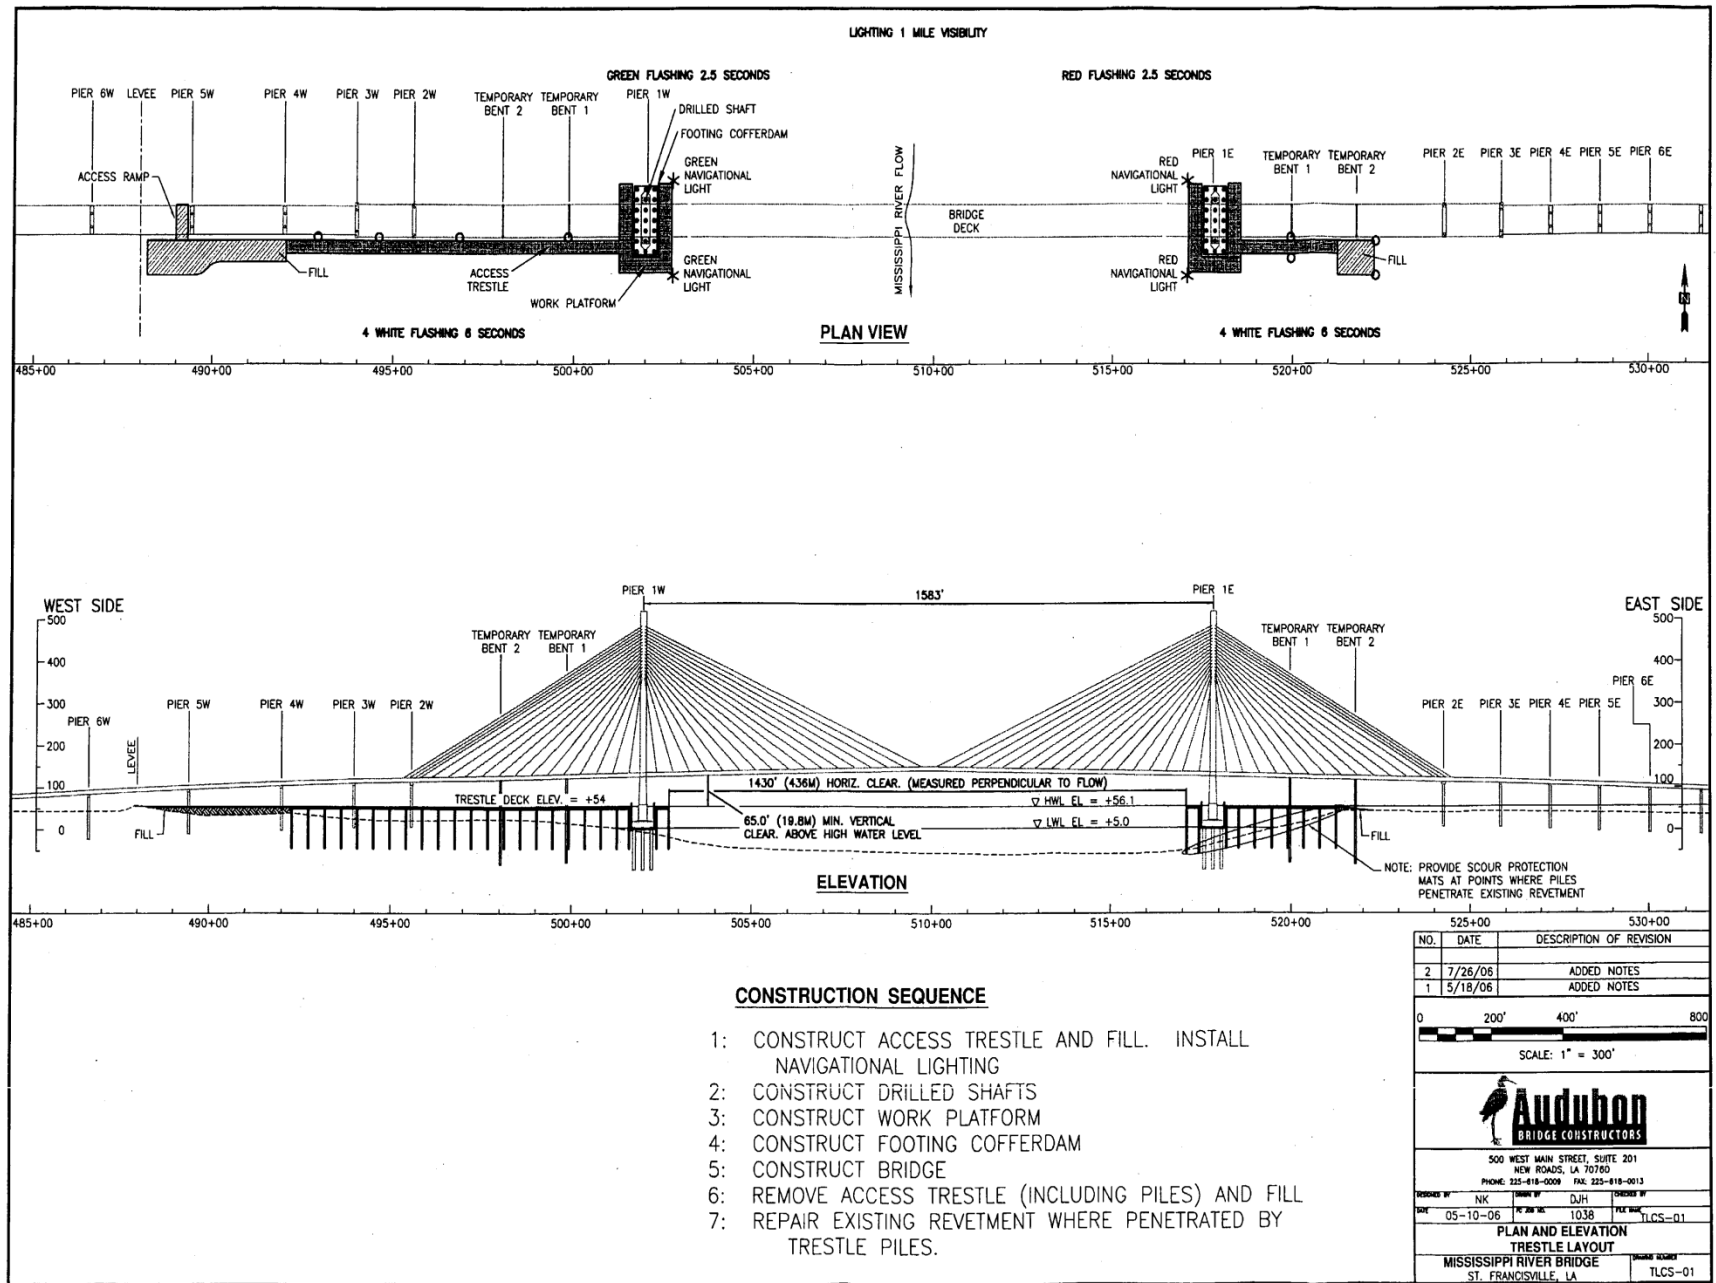 LIGHTING 1 MILE VISIBILITY
GREEN FLASHING 2.5 SECONDS
RED FLASHING 2.5 SECONDS
PIER 6W
LEVEE
PIER 5W
PIER 4W
PIER 3W
PIER 2W
TEMPORARY
BENT 2
TEMPORARY
BENT 1
PIER 1W
DRILLED SHAFT
FOOTING COFFERDAM
GREEN
NAVIGATIONAL
LIGHT
ACCESS RAMP
FILL
ACCESS
TRESTLE
WORK PLATFORM
GREEN
NAVIGATIONAL
LIGHT
MISSISSIPPI RIVER FLOW
BRIDGE
DECK
RED
NAVIGATIONAL
LIGHT
PIER 1E
TEMPORARY
BENT 1
TEMPORARY
BENT 2
PIER 2E
PIER 3E
PIER 4E
PIER 5E
PIER 6E
RED
NAVIGATIONAL
LIGHT
FILL
N
4 WHITE FLASHING 6 SECONDS
PLAN VIEW
4 WHITE FLASHING 6 SECONDS
485+00
490+00
495+00
500+00
505+00
510+00
515+00
520+00
525+00
530+00
WEST SIDE
500
400
300
200
100
0
PIER 6W
LEVEE
PIER 5W
PIER 4W
PIER 3W
PIER 2W
TEMPORARY
BENT 2
TEMPORARY
BENT 1
PIER 1W
1583'
PIER 1E
TEMPORARY
BENT 1
TEMPORARY
BENT 2
PIER 2E
PIER 3E
PIER 4E
PIER 5E
PIER 6E
EAST SIDE
500
400
300
200
100
0
FILL
TRESTLE DECK ELEV. = +54
1430' (436M) HORIZ. CLEAR. (MEASURED PERPENDICULAR TO FLOW)
65.0' (19.8M) MIN. VERTICAL
CLEAR. ABOVE HIGH WATER LEVEL
HWL EL = +56.1
LWL EL = +5.0
FILL
NOTE: PROVIDE SCOUR PROTECTION
MATS AT POINTS WHERE PILES
PENETRATE EXISTING REVETMENT
ELEVATION
485+00
490+00
495+00
500+00
505+00
510+00
515+00
520+00
525+00
530+00
CONSTRUCTION SEQUENCE
1: CONSTRUCT ACCESS TRESTLE AND FILL. INSTALL
NAVIGATIONAL LIGHTING
2: CONSTRUCT DRILLED SHAFTS
3: CONSTRUCT WORK PLATFORM
4: CONSTRUCT FOOTING COFFERDAM
5: CONSTRUCT BRIDGE
6: REMOVE ACCESS TRESTLE (INCLUDING PILES) AND FILL
7: REPAIR EXISTING REVETMENT WHERE PENETRATED BY
TRESTLE PILES.
NO. DATE DESCRIPTION OF REVISION
2 7/26/06 ADDED NOTES
1 5/18/06 ADDED NOTES
0 200' 400' 800
SCALE: 1" = 300'
Audubon
BRIDGE CONSTRUCTORS
500 WEST MAIN STREET, SUITE 201
NEW ROADS, LA 70760
PHONE: 225-618-0009 FAX: 225-618-0013
NK DJH
DATE 05-10-06 1038 TLCS-01
PLAN AND ELEVATION
TRESTLE LAYOUT
MISSISSIPPI RIVER BRIDGE
ST. FRANCISVILLE, LA
TLCS-01